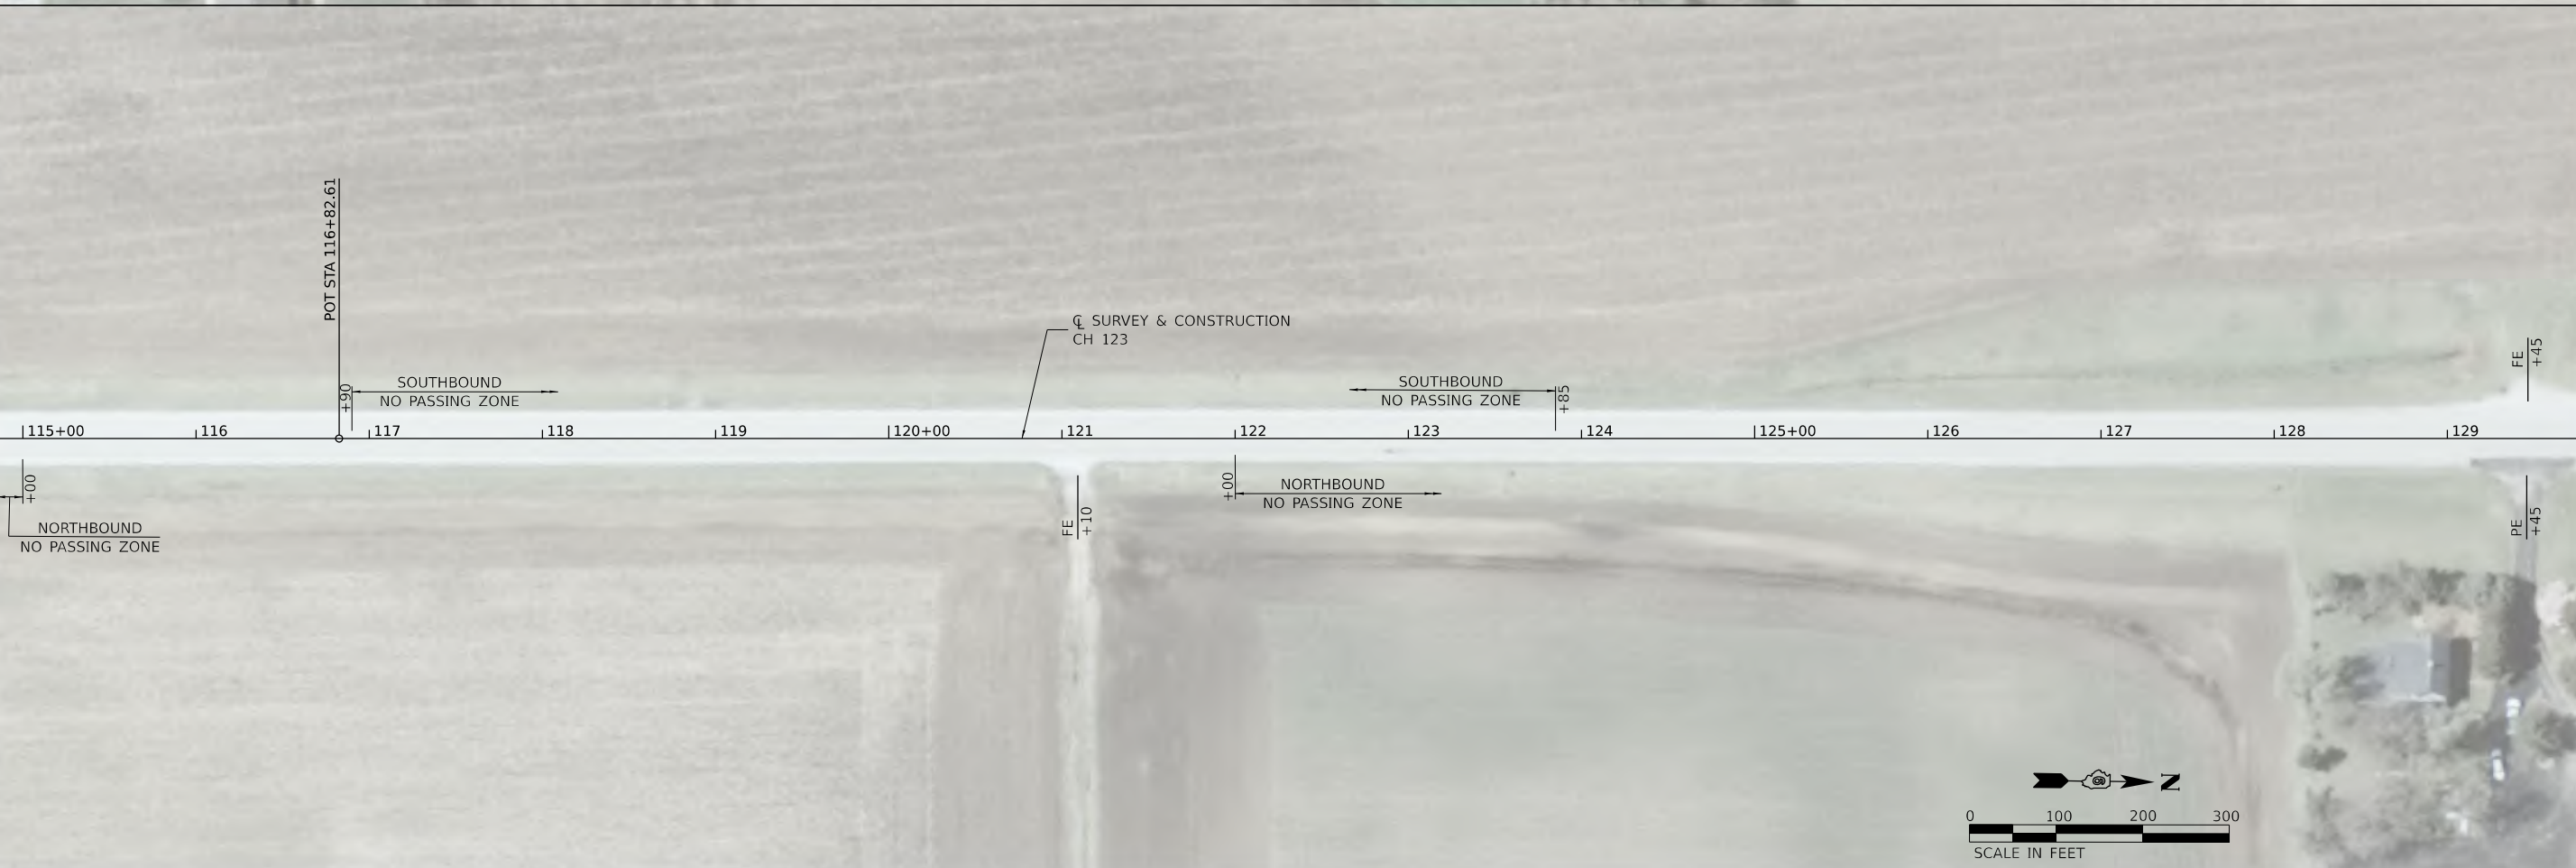 POT STA 116+82.61
℄ SURVEY & CONSTRUCTION
CH 123
FE
+45
+90
SOUTHBOUND
NO PASSING ZONE
SOUTHBOUND
NO PASSING ZONE
+85
115+00 116 117 118 119 120+00 121 122 123 124 125+00 126 127 128 129
+00
NORTHBOUND
NO PASSING ZONE
FE
+10
+00
NORTHBOUND
NO PASSING ZONE
PE
+45
N
0 100 200 300
SCALE IN FEET